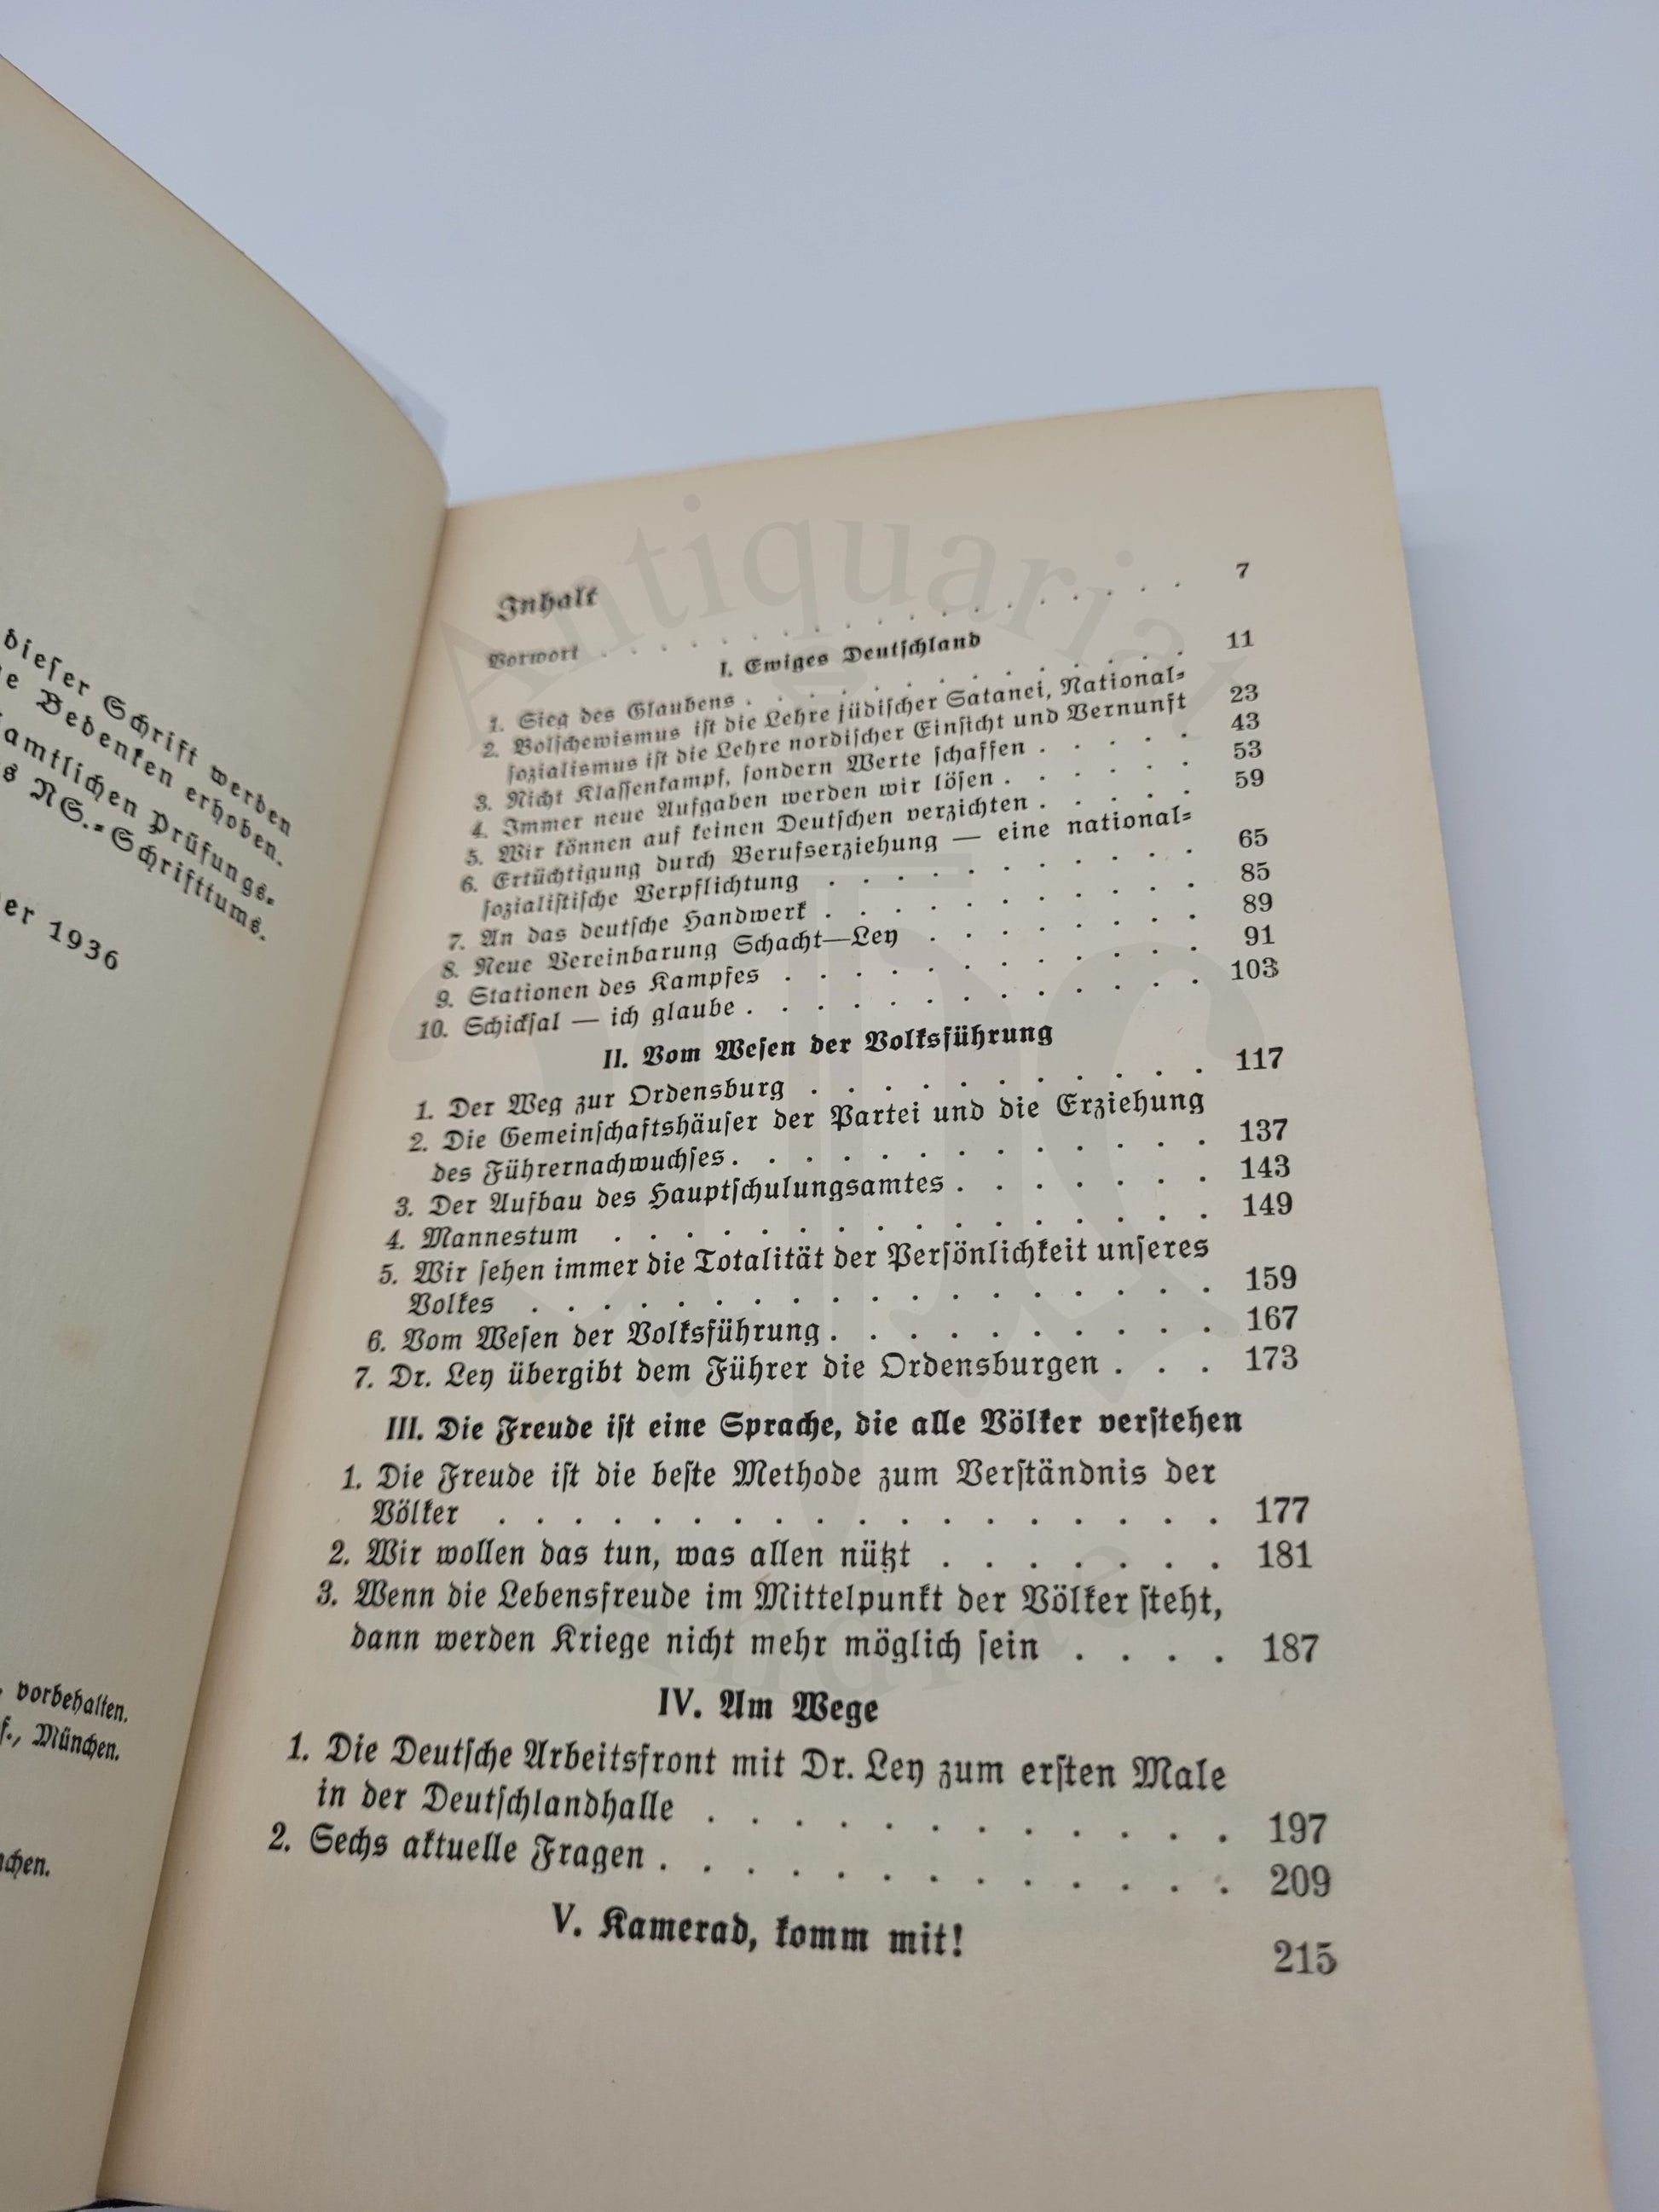 dieser Schrift werden
e Bedenken erhoben.
amtlichen Prüfungs-
s NS.-Schrifttums.
er 1936
vorbehalten.
f., München.
chen.
Inhalt
Vorwort . . . . . . . . . . . . . . . . 7
I. Ewiges Deutschland
1. Sieg des Glaubens . . . . . . . . . . . . 11
2. Bolschewismus ist die Lehre jüdischer Satanei, National-
sozialismus ist die Lehre nordischer Einsicht und Vernunft 23
3. Nicht Klassenkampf, sondern Werte schaffen . . . . . 43
4. Immer neue Aufgaben werden wir lösen . . . . . . 53
5. Wir können auf keinen Deutschen verzichten . . . . . 59
6. Ertüchtigung durch Berufserziehung — eine national-
sozialistische Verpflichtung . . . . . . . . . . 65
7. An das deutsche Handwerk . . . . . . . . . . . 85
8. Neue Vereinbarung Schacht—Ley . . . . . . . . 89
9. Stationen des Kampfes . . . . . . . . . . . . 91
10. Schicksal — ich glaube . . . . . . . . . . . . . 103
II. Vom Wesen der Volksführung
1. Der Weg zur Ordensburg . . . . . . . . . . . 117
2. Die Gemeinschaftshäuser der Partei und die Erziehung
des Führernachwuchses . . . . . . . . . . . . . 137
3. Der Aufbau des Hauptschulungsamtes . . . . . . . 143
4. Mannestum . . . . . . . . . . . . . . . . 149
5. Wir sehen immer die Totalität der Persönlichkeit unseres
Volkes . . . . . . . . . . . . . . . . . . . 159
6. Vom Wesen der Volksführung . . . . . . . . . . . 167
7. Dr. Ley übergibt dem Führer die Ordensburgen . . . 173
III. Die Freude ist eine Sprache, die alle Völker verstehen
1. Die Freude ist die beste Methode zum Verständnis der
Völker . . . . . . . . . . . . . . . . . . . 177
2. Wir wollen das tun, was allen nützt . . . . . . . 181
3. Wenn die Lebensfreude im Mittelpunkt der Völker steht,
dann werden Kriege nicht mehr möglich sein . . . . 187
IV. Am Wege
1. Die Deutsche Arbeitsfront mit Dr. Ley zum ersten Male
in der Deutschlandhalle . . . . . . . . . . . . 197
2. Sechs aktuelle Fragen . . . . . . . . . . . . . 209
V. Kamerad, komm mit! 215
Antiquariat
Andrae